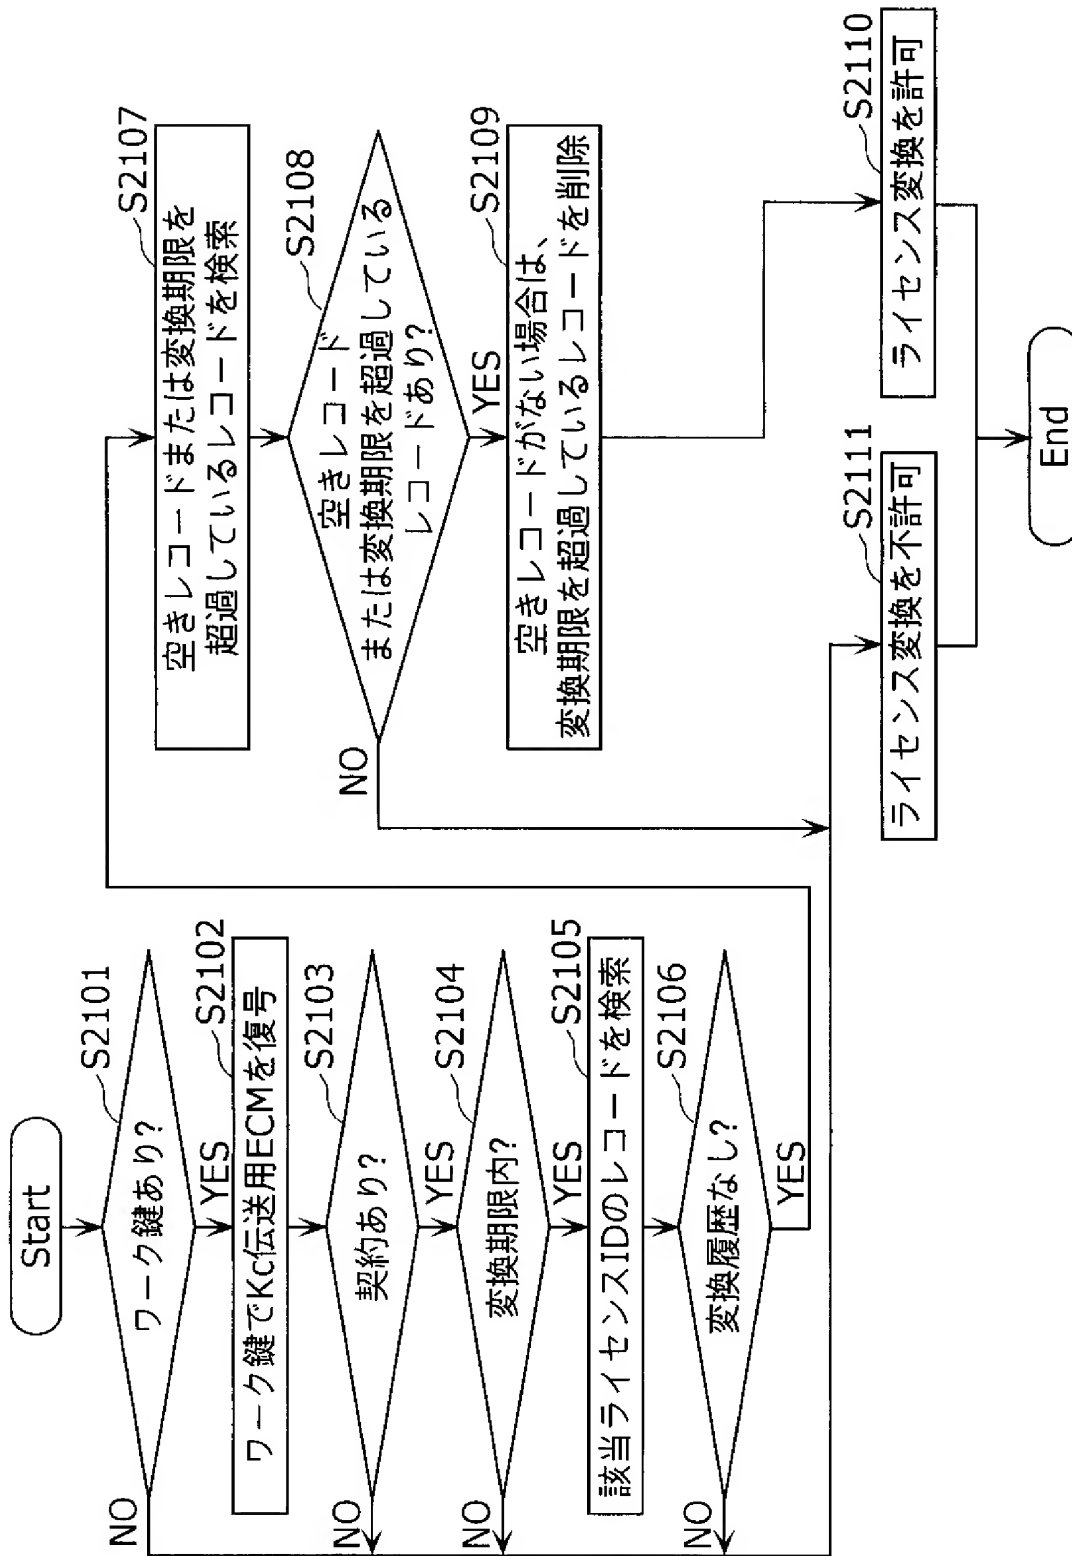 Start
S2101
ワーク鍵あり?
NO
YES
S2102
ワーク鍵でKc伝送用ECMを復号
S2103
契約あり?
NO
YES
S2104
変換期限内?
NO
YES
S2105
該当ライセンスIDのレコードを検索
S2106
変換履歴なし?
NO
YES
S2107
空きレコードまたは変換期限を
超過しているレコードを検索
S2108
空きレコード
または変換期限を超過している
レコードあり?
NO
YES
S2109
空きレコードがない場合は、
変換期限を超過しているレコードを削除
S2110
ライセンス変換を許可
S2111
ライセンス変換を不許可
End